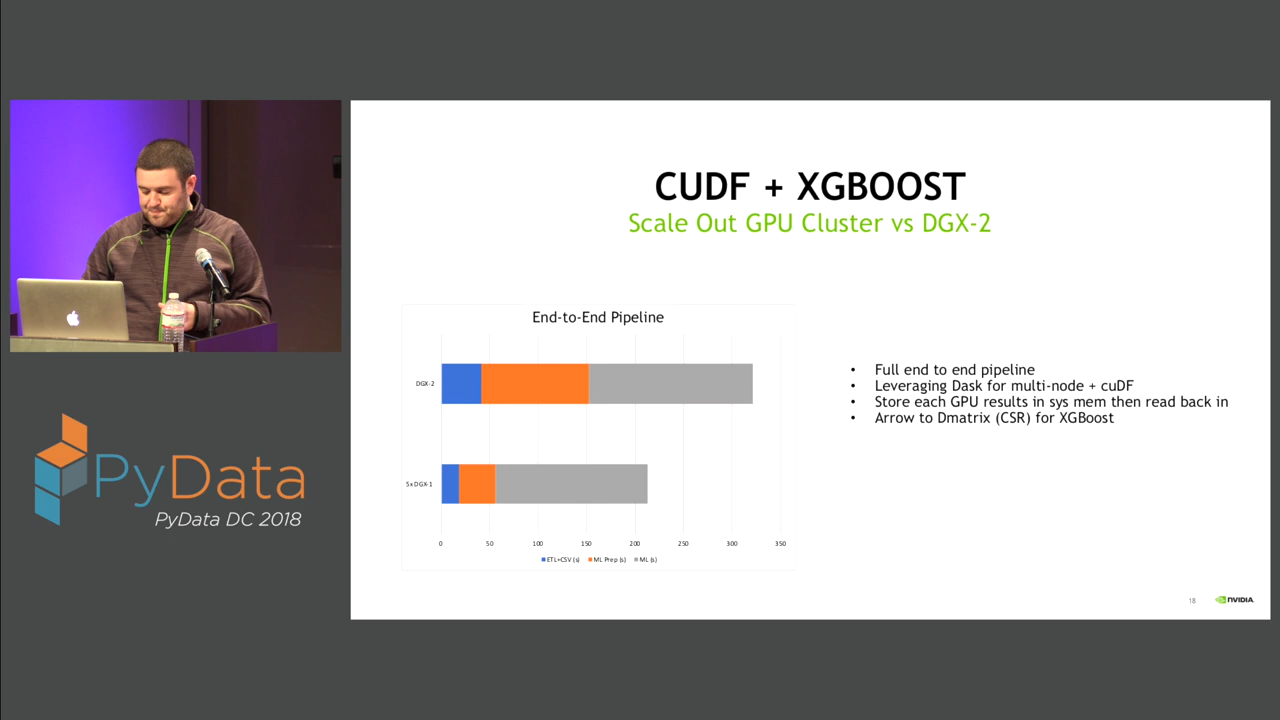 CUDF + XGBOOST
Scale Out GPU Cluster vs DGX-2
End-to-End Pipeline
DGX-2
5x DGX-1
0 50 100 150 200 250 300 350
ETL+CSV (s) ML Prep (s) ML (s)
• Full end to end pipeline
• Leveraging Dask for multi-node + cuDF
• Store each GPU results in sys mem then read back in
• Arrow to Dmatrix (CSR) for XGBoost
18 NVIDIA
PyData
PyData DC 2018